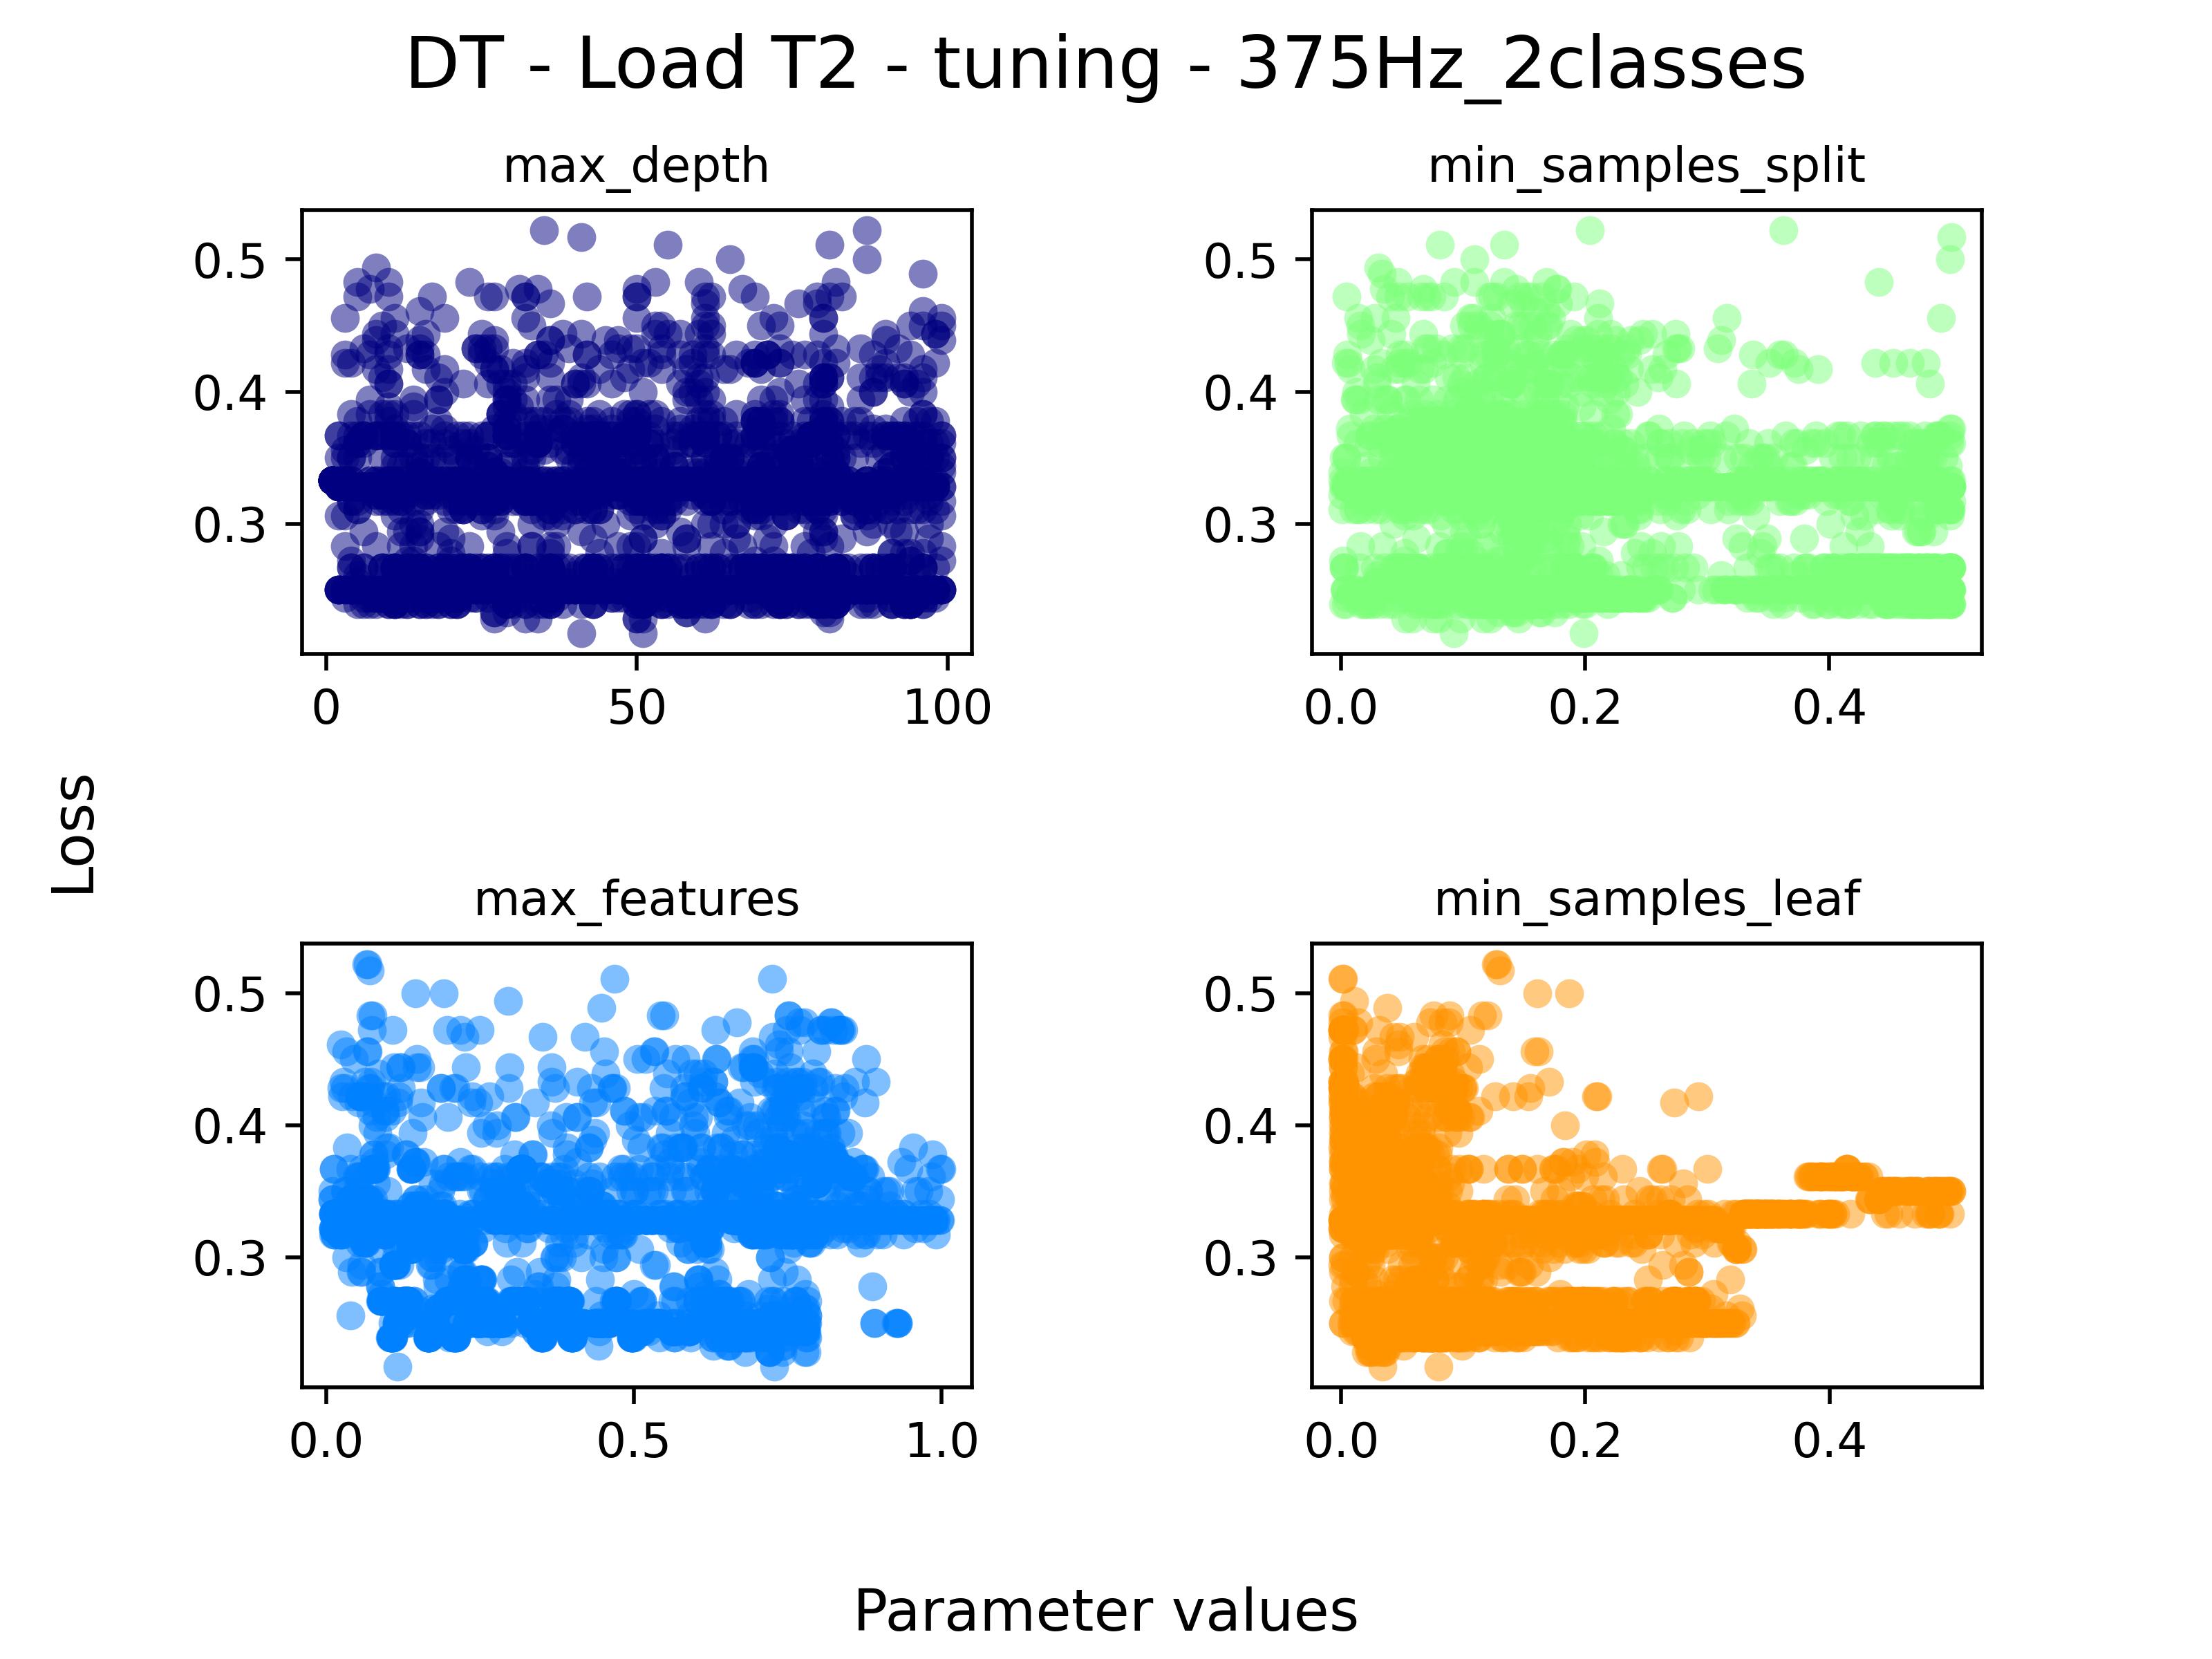 DT - Load T2 - tuning - 375Hz_2classes
max_depth
min_samples_split
0.5
0.4
0.3
0 50 100
0.5
0.4
0.3
0.0 0.2 0.4
Loss
max_features
min_samples_leaf
0.5
0.4
0.3
0.0 0.5 1.0
0.5
0.4
0.3
0.0 0.2 0.4
Parameter values